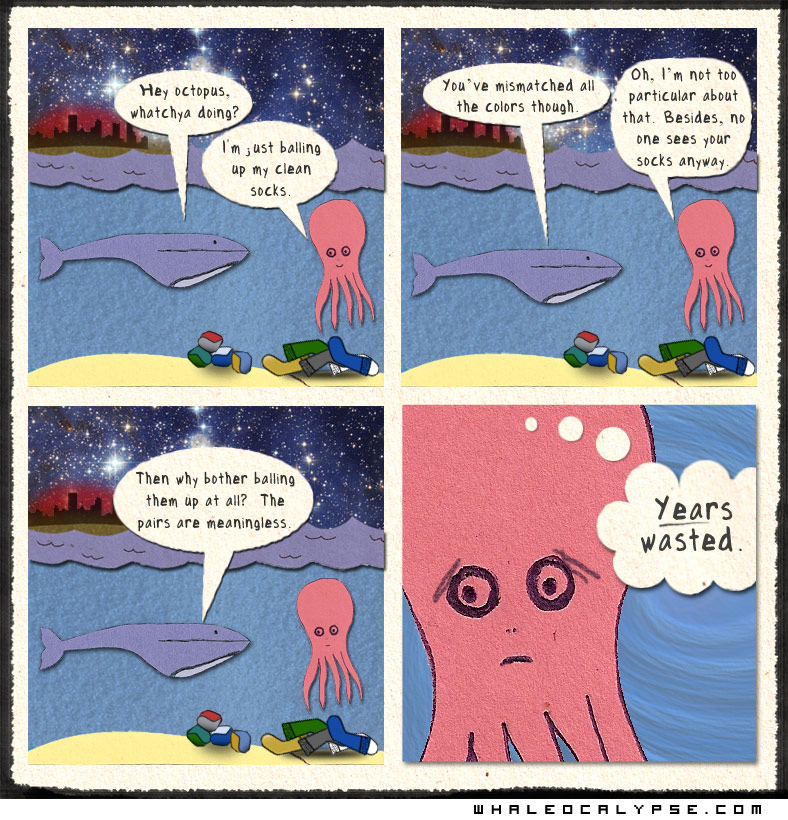 Hey octopus,
whatchya doing?
I'm just balling
up my clean
socks.
You've mismatched all
the colors though.
Oh, I'm not too
particular about
that. Besides, no
one sees your
socks anyway.
Then why bother balling
them up at all? The
pairs are meaningless.
Years
wasted.
WHALEOCALYPSE.COM